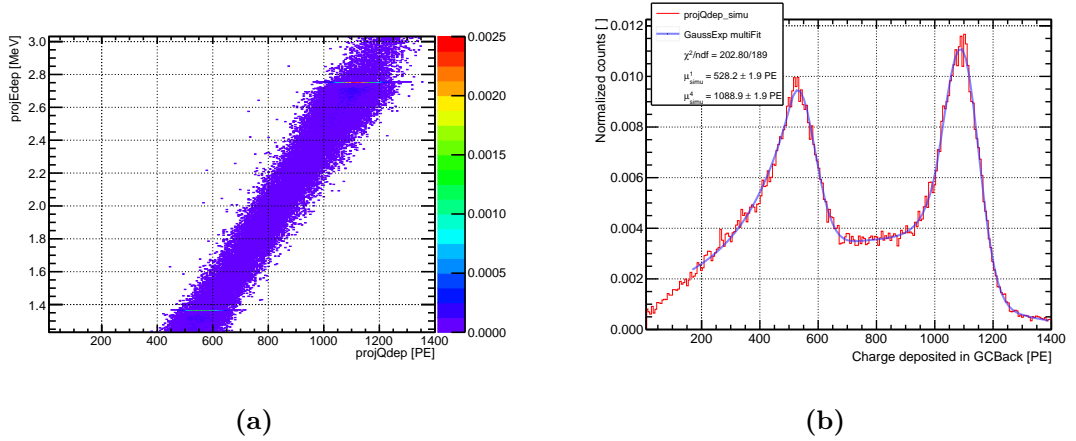 projEdep [MeV]
3.0
2.8
2.6
2.4
2.2
2.0
1.8
1.6
1.4
200 400 600 800 1000 1200 1400
projQdep [PE]
0.0025
0.0020
0.0015
0.0010
0.0005
0.0000
(a)
Normalized counts [ ]
0.012
0.010
0.008
0.006
0.004
0.002
0.000
projQdep_simu
GaussExp multiFit
χ²/ndf = 202.80/189
μ¹simu = 528.2 ± 1.9 PE
μ⁴simu = 1088.9 ± 1.9 PE
200 400 600 800 1000 1200 1400
Charge deposited in GCBack [PE]
(b)